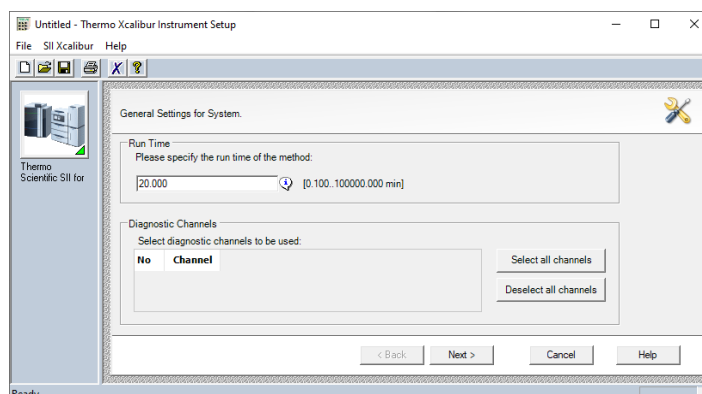 Untitled - Thermo Xcalibur Instrument Setup
File SII Xcalibur Help
Thermo
Scientific SII for
General Settings for System.
Run Time
Please specify the run time of the method:
20.000 [0.100..100000.000 min]
Diagnostic Channels
Select diagnostic channels to be used:
No Channel
Select all channels
Deselect all channels
< Back Next > Cancel Help
Ready